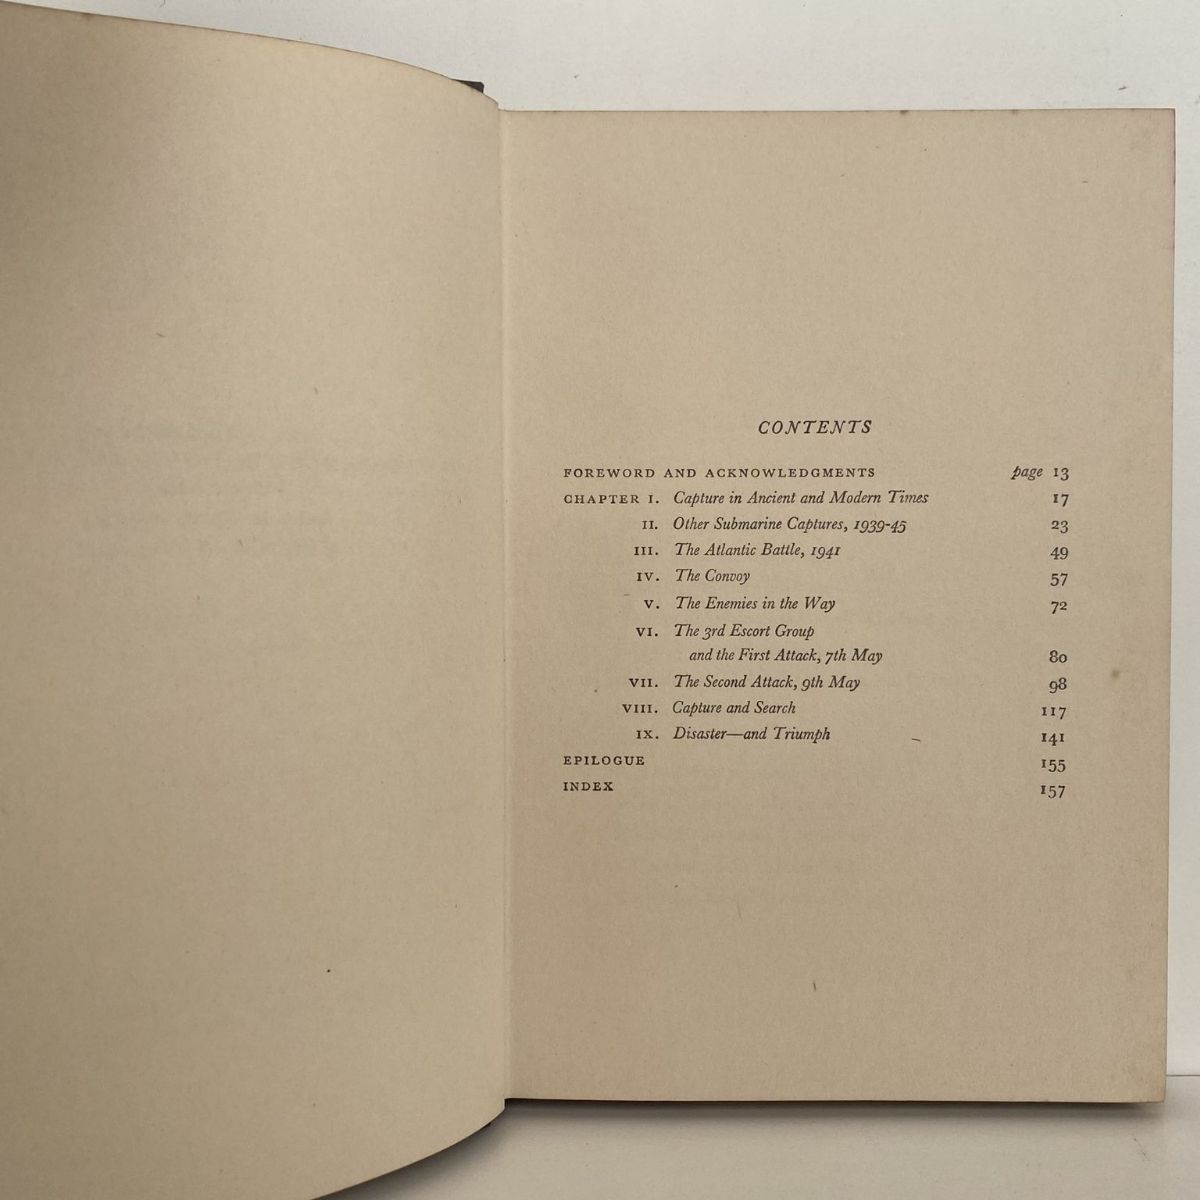 CONTENTS
FOREWORD AND ACKNOWLEDGMENTS page 13
CHAPTER I. Capture in Ancient and Modern Times 17
II. Other Submarine Captures, 1939-45 23
III. The Atlantic Battle, 1941 49
IV. The Convoy 57
V. The Enemies in the Way 72
VI. The 3rd Escort Group
and the First Attack, 7th May 80
VII. The Second Attack, 9th May 98
VIII. Capture and Search 117
IX. Disaster—and Triumph 141
EPILOGUE 155
INDEX 157